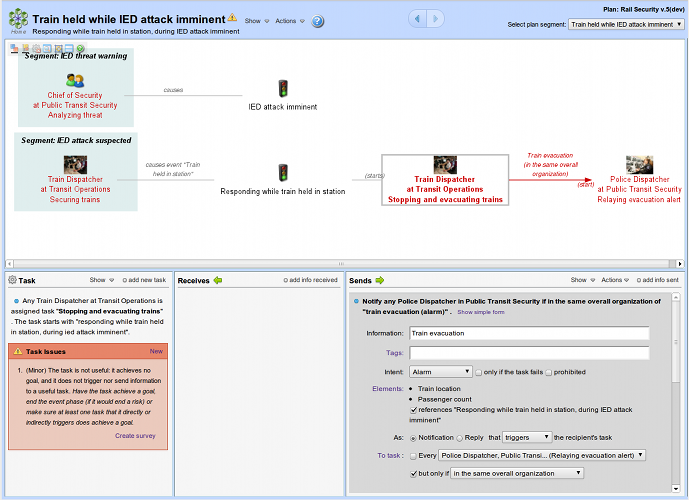 Train held while IED attack imminent
Show
Actions
Plan: Rail Security v.5(dev)
Home
Responding while train held in station, during IED attack imminent
Select plan segment: Train held while IED attack imminent
Segment: IED threat warning
Chief of Security
at Public Transit Security
Analyzing threat
causes
IED attack imminent
Segment: IED attack suspected
Train Dispatcher
at Transit Operations
Securing trains
causes event "Train
held in station"
Responding while train held in station
(starts)
Train Dispatcher
at Transit Operations
Stopping and evacuating trains
Train evacuation
(in the same overall
organization)
(start)
Police Dispatcher
at Public Transit Security
Relaying evacuation alert
Task
Show
add new task
Any Train Dispatcher at Transit Operations is
assigned task "Stopping and evacuating trains"
. The task starts with "responding while train held
in station, during ied attack imminent".
Task Issues
New
1. (Minor) The task is not useful: it achieves no
goal, and it does not trigger nor send information
to a useful task. Have the task achieve a goal,
end the event phase (if it would end a risk) or
make sure at least one task that it directly or
indirectly triggers does achieve a goal.
Create survey
Receives
add info received
Sends
Show
Actions
add info sent
Notify any Police Dispatcher in Public Transit Security if in the same overall organization of
"train evacuation (alarm)" . Show simple form
Information: Train evacuation
Tags:
Intent: Alarm only if the task fails prohibited
Elements: • Train location
• Passenger count
references "Responding while train held in station, during IED attack
imminent"
As: Notification Reply that triggers the recipient's task
To task : Every Police Dispatcher, Public Transi... (Relaying evacuation alert)
but only if in the same overall organization